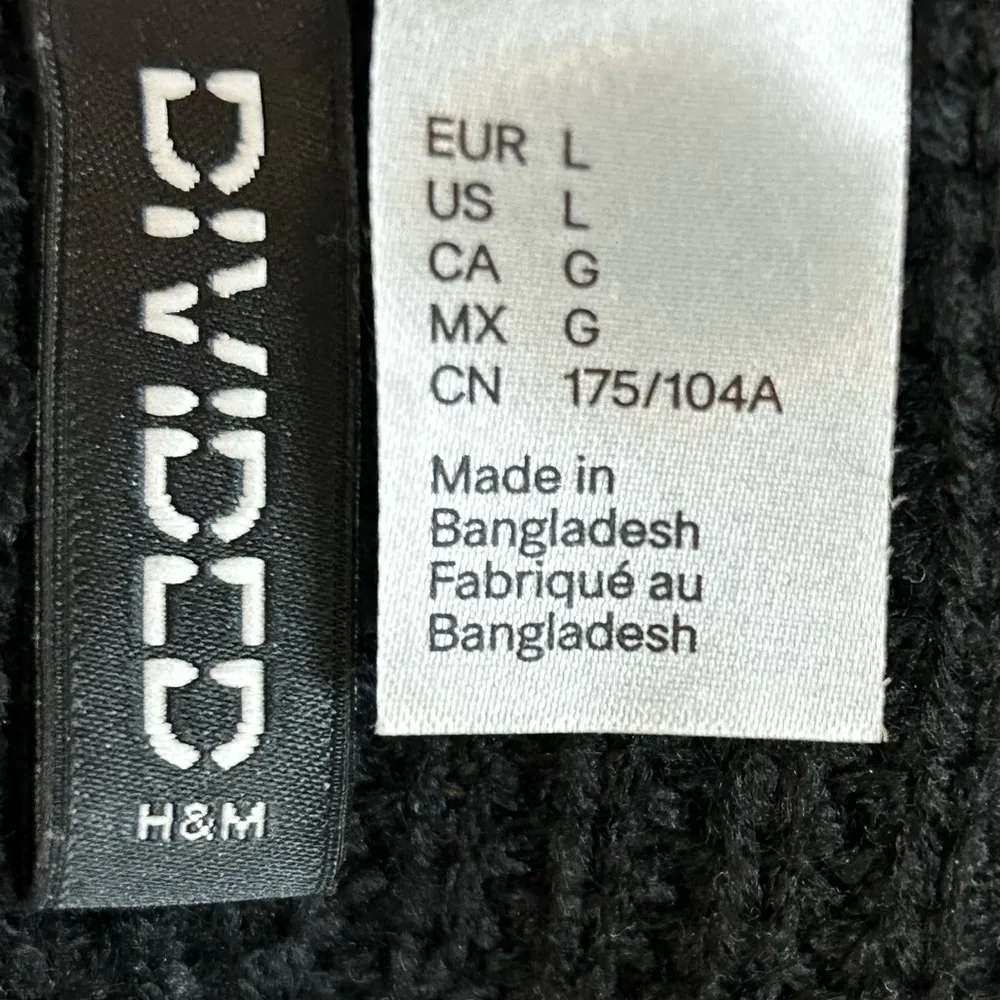 DIVIDED
H&M
EUR L
US L
CA G
MX G
CN 175/104A
Made in
Bangladesh
Fabriqué au
Bangladesh